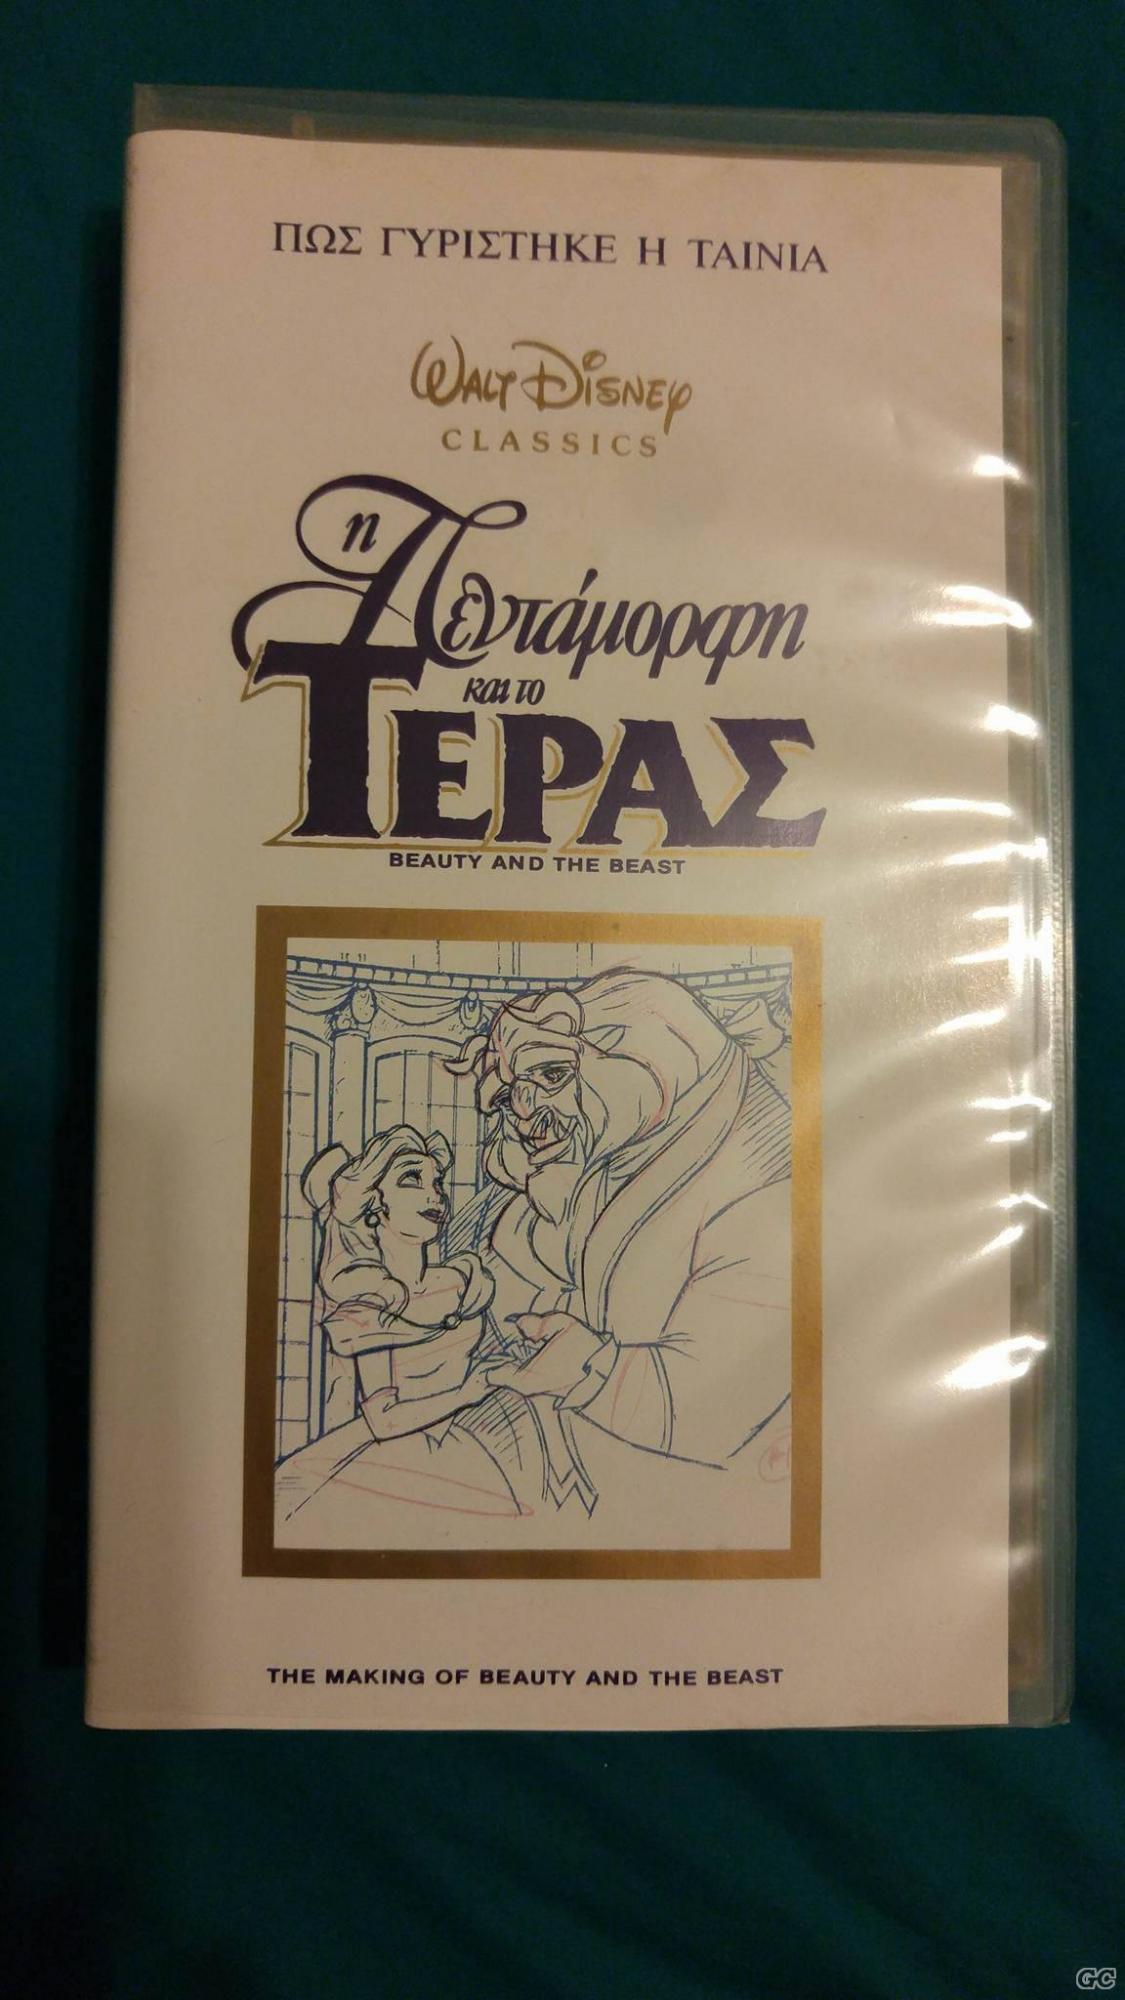 ΠΩΣ ΓΥΡΙΣΤΗΚΕ Η ΤΑΙΝΙΑ
WALT DISNEY
CLASSICS
η Πεντάμορφη
και το
ΤΕΡΑΣ
BEAUTY AND THE BEAST
THE MAKING OF BEAUTY AND THE BEAST
GC